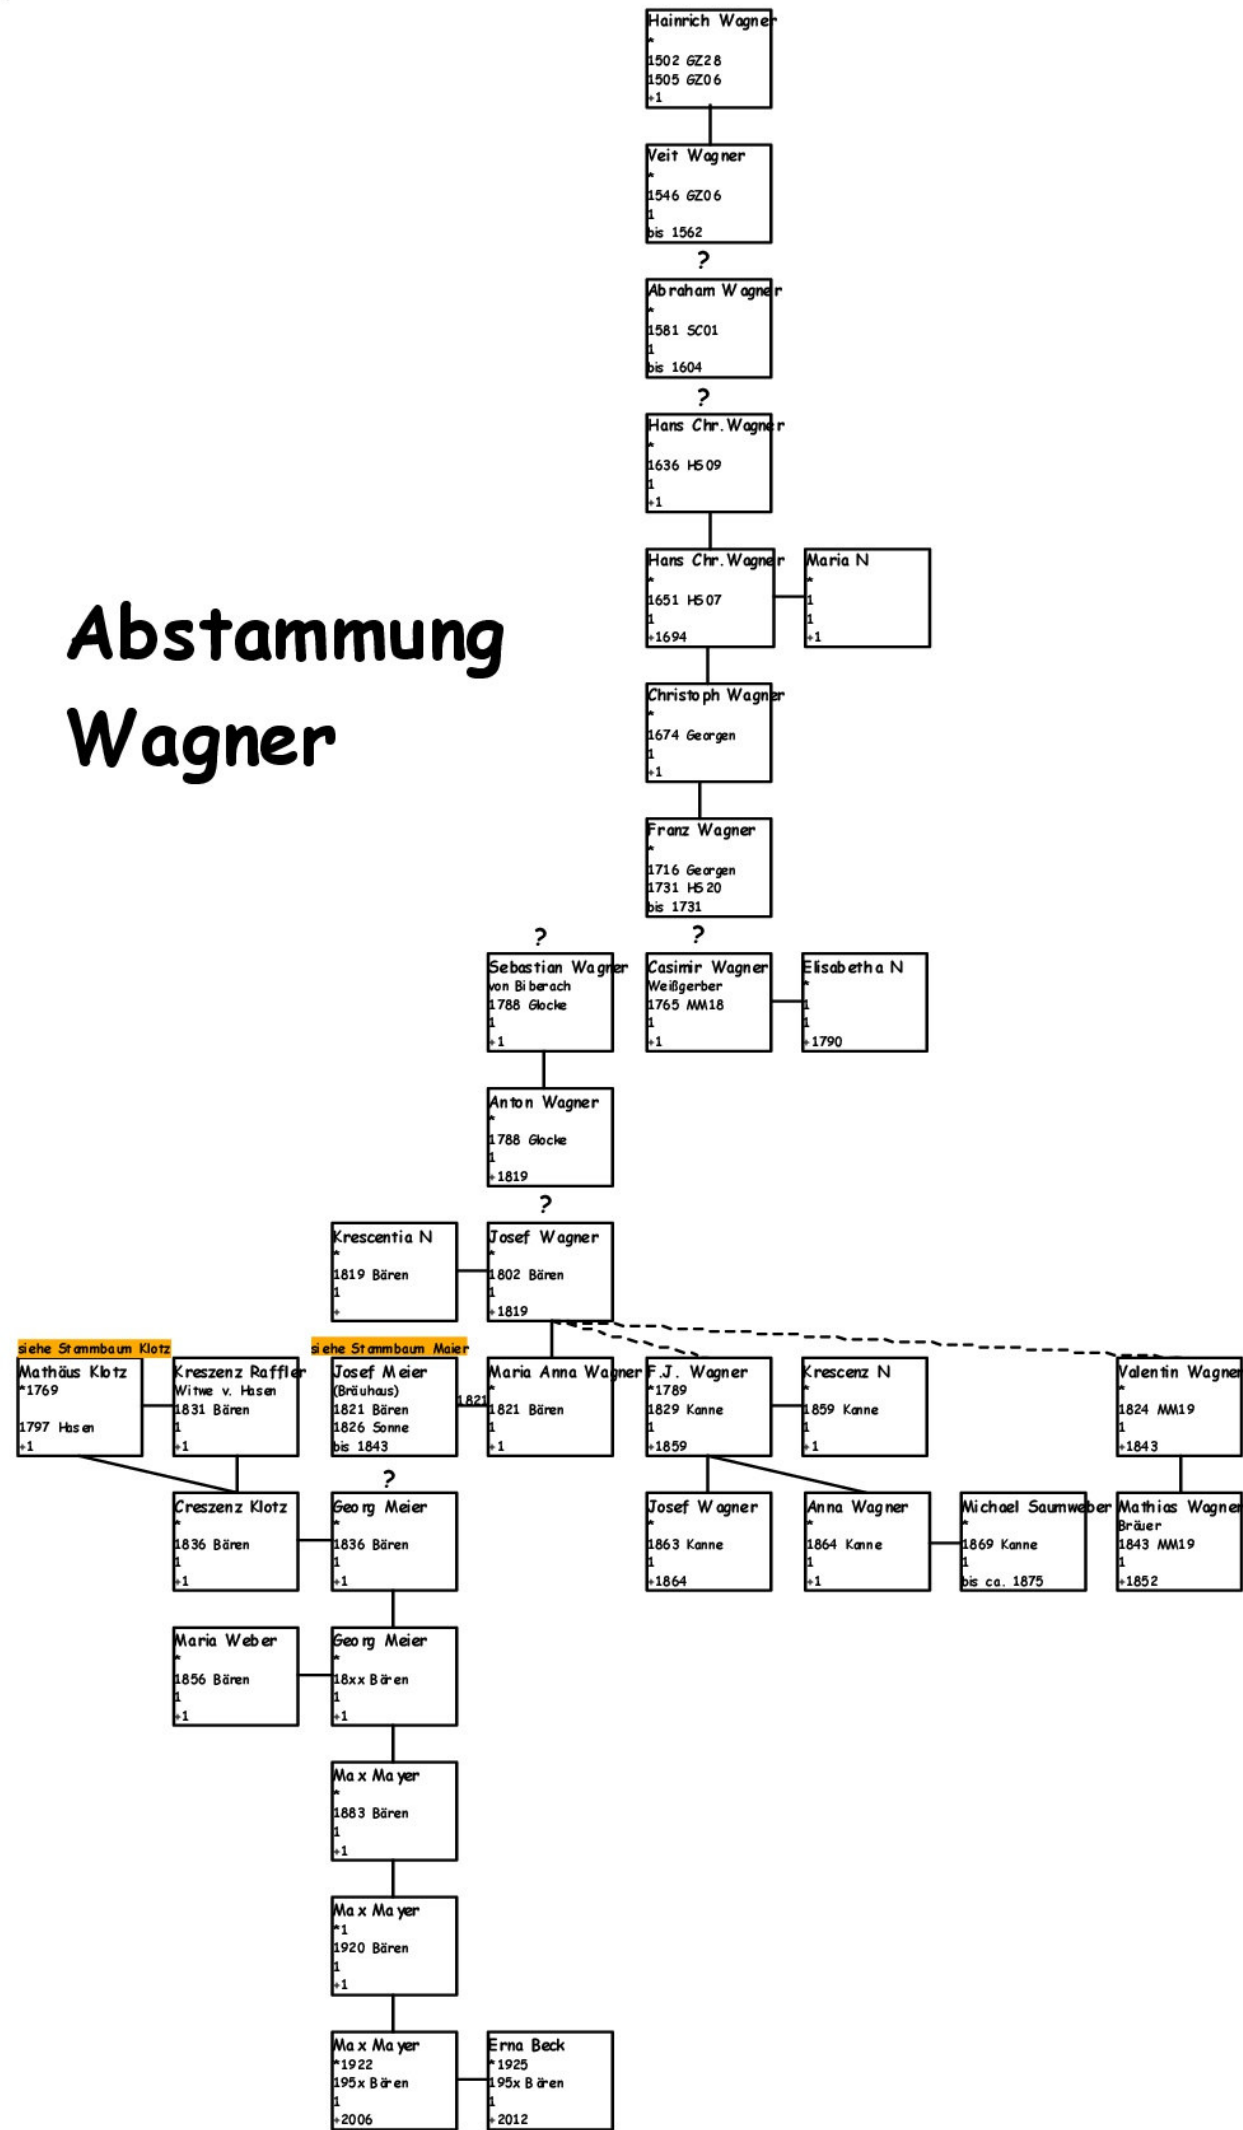 Hainrich Wagner
*
1502 GZ28
1505 GZ06
+1
Veit Wagner
*
1546 GZ06
1
bis 1562
?
Abraham Wagner
*
1581 SC01
1
bis 1604
?
Hans Chr. Wagner
*
1636 HS09
1
+1
Hans Chr. Wagner
*
1651 HS07
1
+1694
Maria N
*
1
1
+1
Abstammung
Wagner
Christoph Wagner
*
1674 Georgen
1
+1
Franz Wagner
*
1716 Georgen
1731 HS20
bis 1731
?
Sebastian Wagner
von Biberach
1788 Glocke
1
+1
?
Casimir Wagner
Weißgerber
1765 MM18
1
+1
Elisabetha N
*
1
1
+1790
Anton Wagner
*
1788 Glocke
1
+1819
?
Krescentia N
*
1819 Bären
1
+
Josef Wagner
*
1802 Bären
1
+1819
siehe Stammbaum Klotz
Mathäus Klotz
*1769
1797 Hasen
+1
Kreszenz Raffler
Witwe v. Hasen
1831 Bären
1
+1
siehe Stammbaum Maier
Josef Meier
(Bräuhaus)
1821 Bären
1826 Sonne
bis 1843
1821
Maria Anna Wagner
*
1821 Bären
1
+1
F.J. Wagner
*1789
1829 Kanne
1
+1859
Krescenz N
*
1859 Kanne
1
+1
Valentin Wagner
*
1824 MM19
1
+1843
Creszenz Klotz
*
1836 Bären
1
+1
?
Georg Meier
*
1836 Bären
1
+1
Josef Wagner
*
1863 Kanne
1
+1864
Anna Wagner
*
1864 Kanne
1
+1
Michael Saumweber
*
1869 Kanne
1
bis ca. 1875
Mathias Wagner
Bräuer
1843 MM19
1
+1852
Maria Weber
*
1856 Bären
1
+1
Georg Meier
*
18xx Bären
1
+1
Max Mayer
*
1883 Bären
1
+1
Max Mayer
*1
1920 Bären
1
+1
Max Mayer
*1922
195x Bären
1
+2006
Erna Beck
*1925
195x Bären
1
+2012